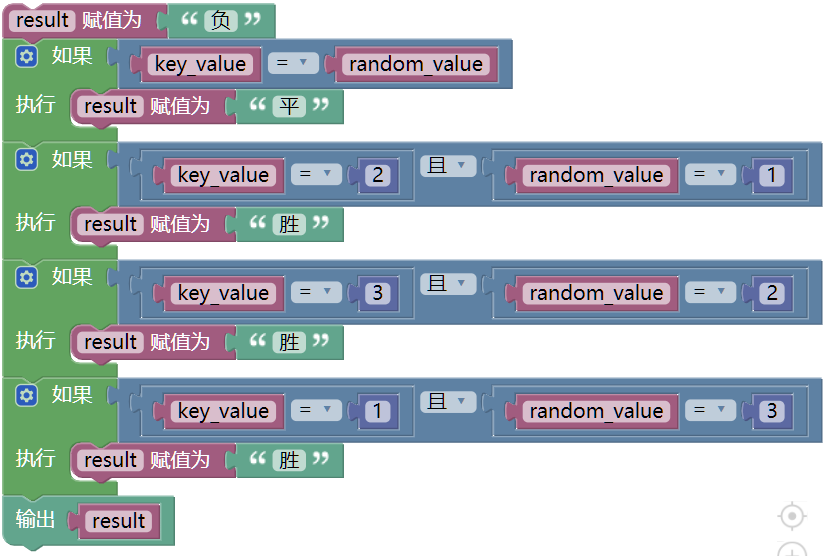 result 赋值为 “ 负 ”
如果 key_value = random_value
执行 result 赋值为 “ 平 ”
如果 key_value = 2 且 random_value = 1
执行 result 赋值为 “ 胜 ”
如果 key_value = 3 且 random_value = 2
执行 result 赋值为 “ 胜 ”
如果 key_value = 1 且 random_value = 3
执行 result 赋值为 “ 胜 ”
输出 result